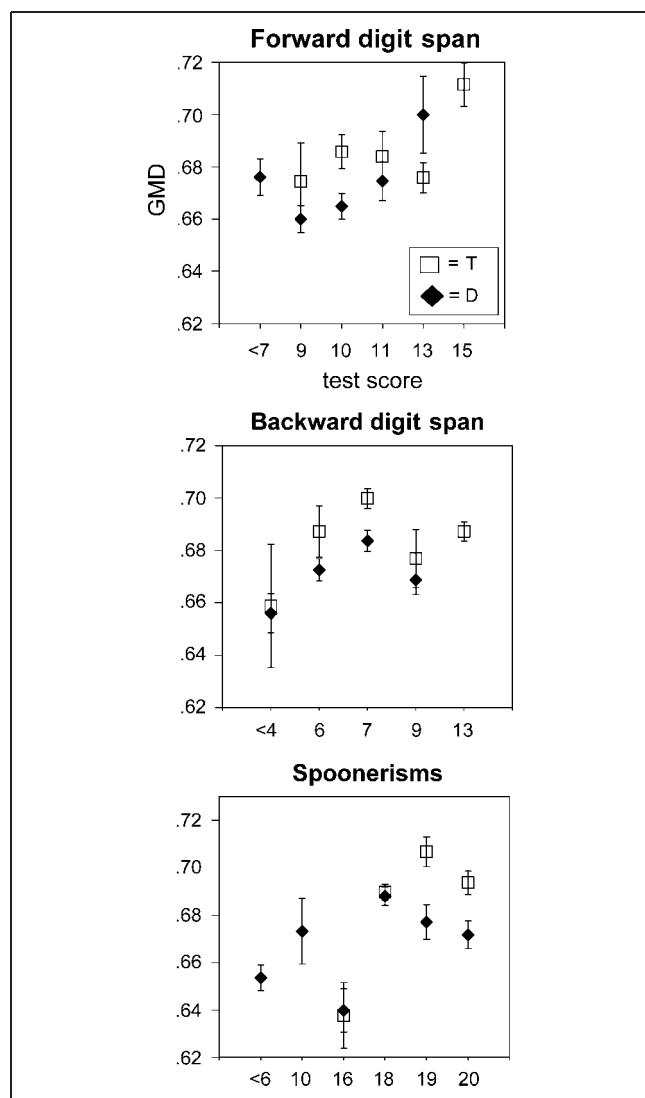 Forward digit span
.72
.70
.68
.66
.64
.62
GMD
= T
= D
<7 9 10 11 13 15
test score
Backward digit span
.72
.70
.68
.66
.64
.62
<4 6 7 9 13
Spoonerisms
.72
.70
.68
.66
.64
.62
<6 10 16 18 19 20